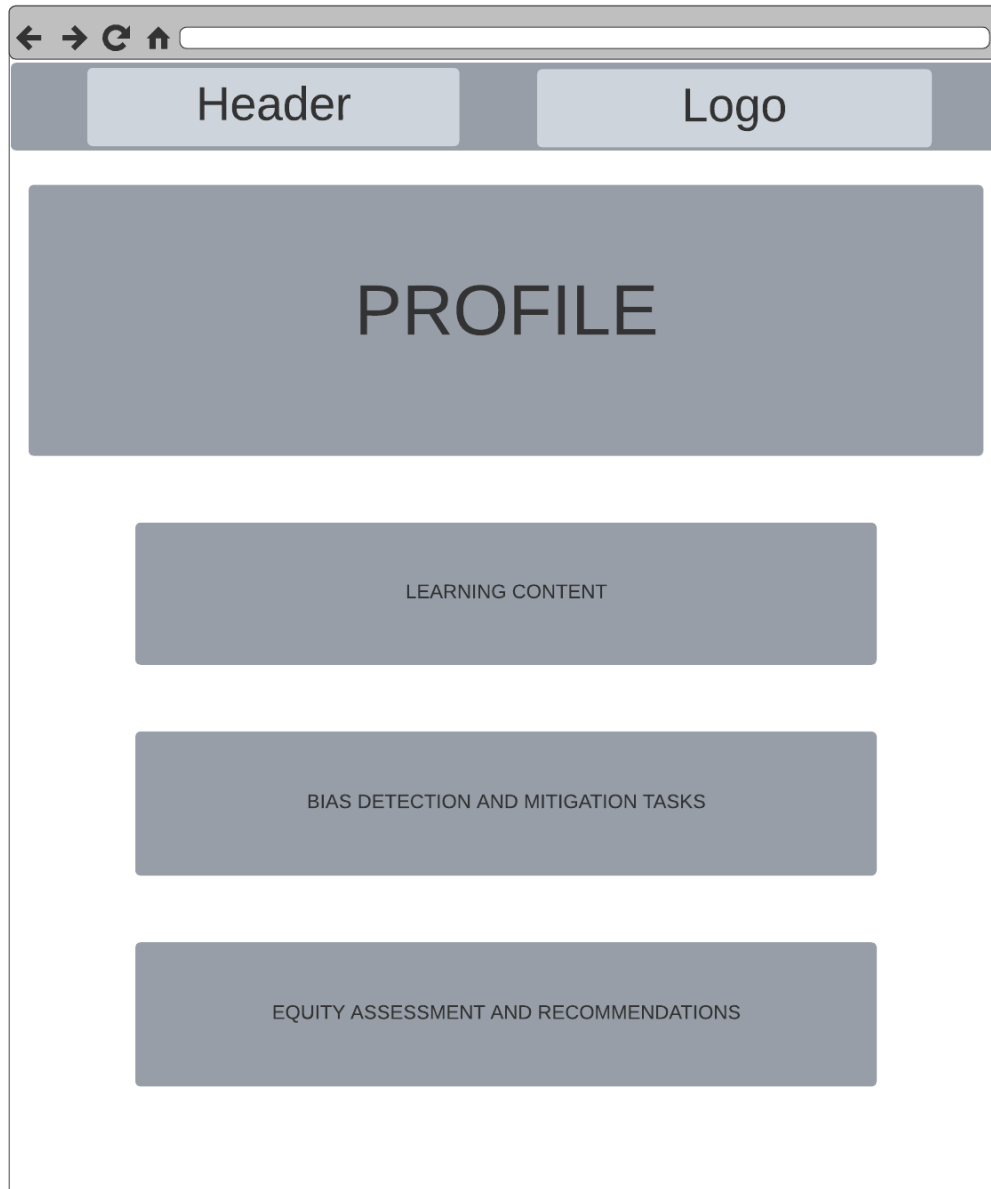 Header
Logo
PROFILE
LEARNING CONTENT
BIAS DETECTION AND MITIGATION TASKS
EQUITY ASSESSMENT AND RECOMMENDATIONS